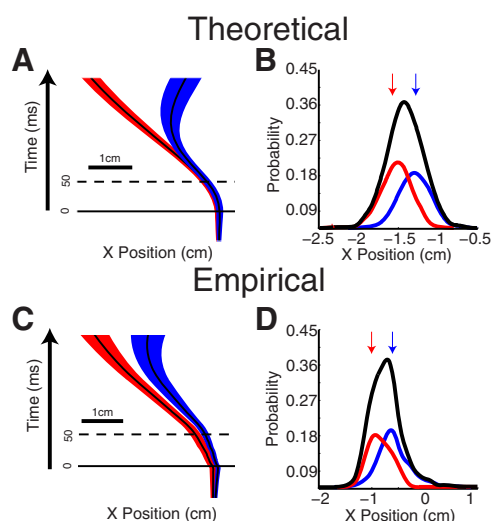 Theoretical
A
Time (ms)
1cm
50
0
X Position (cm)
B
Probability
0.45
0.36
0.27
0.18
0.09
−2.5 −2 −1.5 −1 −0.5
X Position (cm)
Empirical
C
Time (ms)
1cm
50
0
X Position (cm)
D
Probability
0.45
0.36
0.27
0.18
0.09
−2 −1 0 1
X Position (cm)